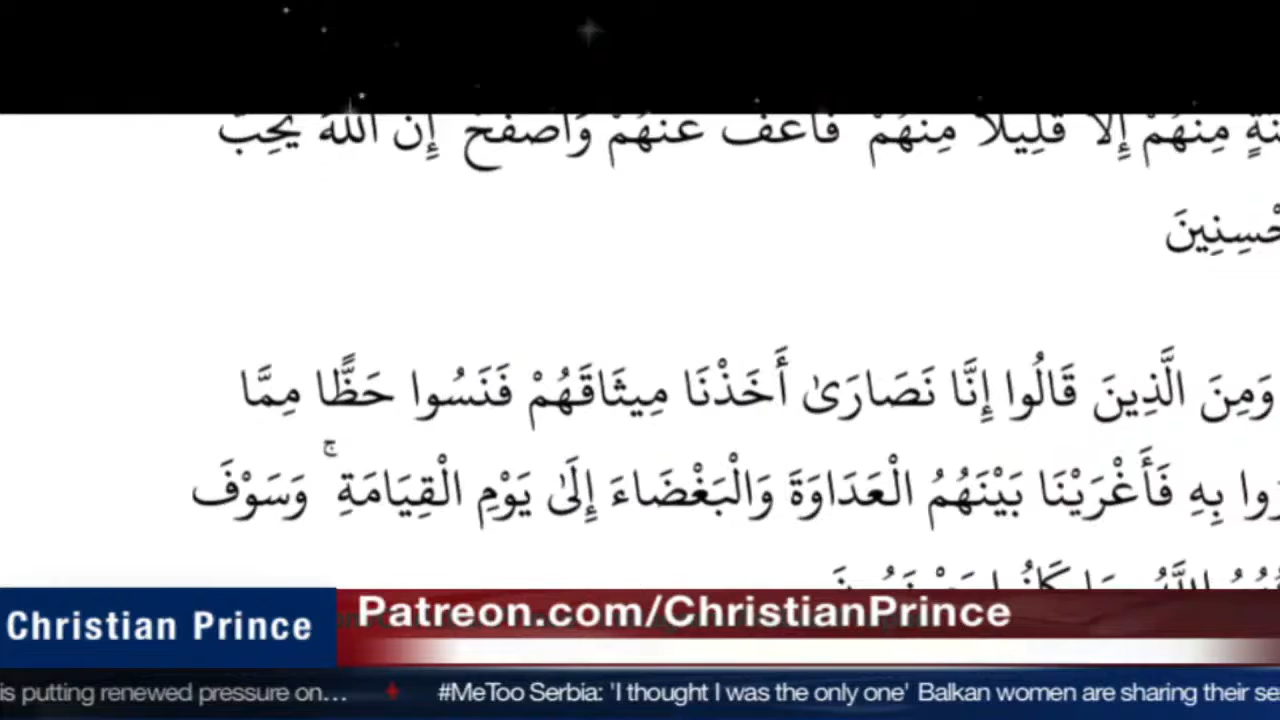 مِنْهُمْ إِلَّا قَلِيلًا مِنْهُمْ فَاعْفُ عَنْهُمْ وَاصْفَحْ إِنَّ اللَّهَ يُحِبُّ
وَمِنَ الَّذِينَ قَالُوا إِنَّا نَصَارَىٰ أَخَذْنَا مِيثَاقَهُمْ فَنَسُوا حَظًّا مِمَّا
بِهِ فَأَغْرَيْنَا بَيْنَهُمُ الْعَدَاوَةَ وَالْبَغْضَاءَ إِلَىٰ يَوْمِ الْقِيَامَةِ ۚ وَسَوْفَ
Patreon.com/ChristianPrince
Christian Prince
is putting renewed pressure on... #MeToo Serbia: 'I thought I was the only one' Balkan women are sharing their